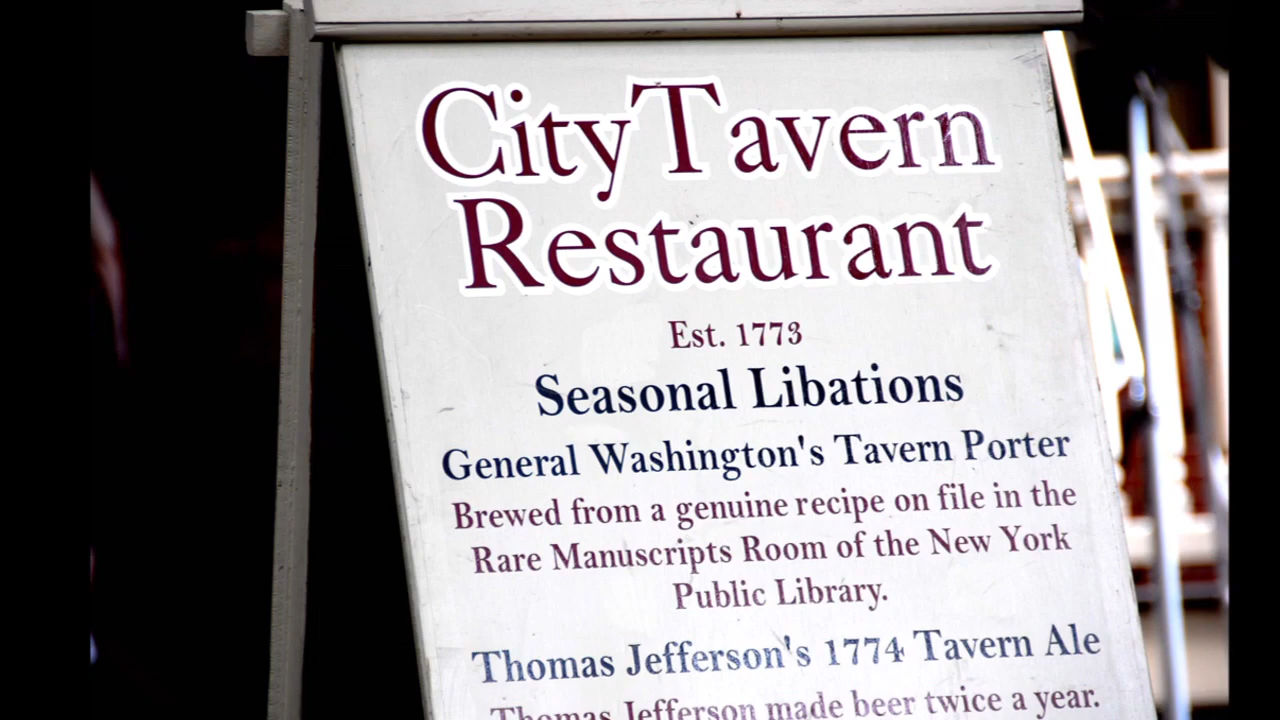 City Tavern
Restaurant
Est. 1773
Seasonal Libations
General Washington's Tavern Porter
Brewed from a genuine recipe on file in the
Rare Manuscripts Room of the New York
Public Library.
Thomas Jefferson's 1774 Tavern Ale
Thomas Jefferson made beer twice a year.